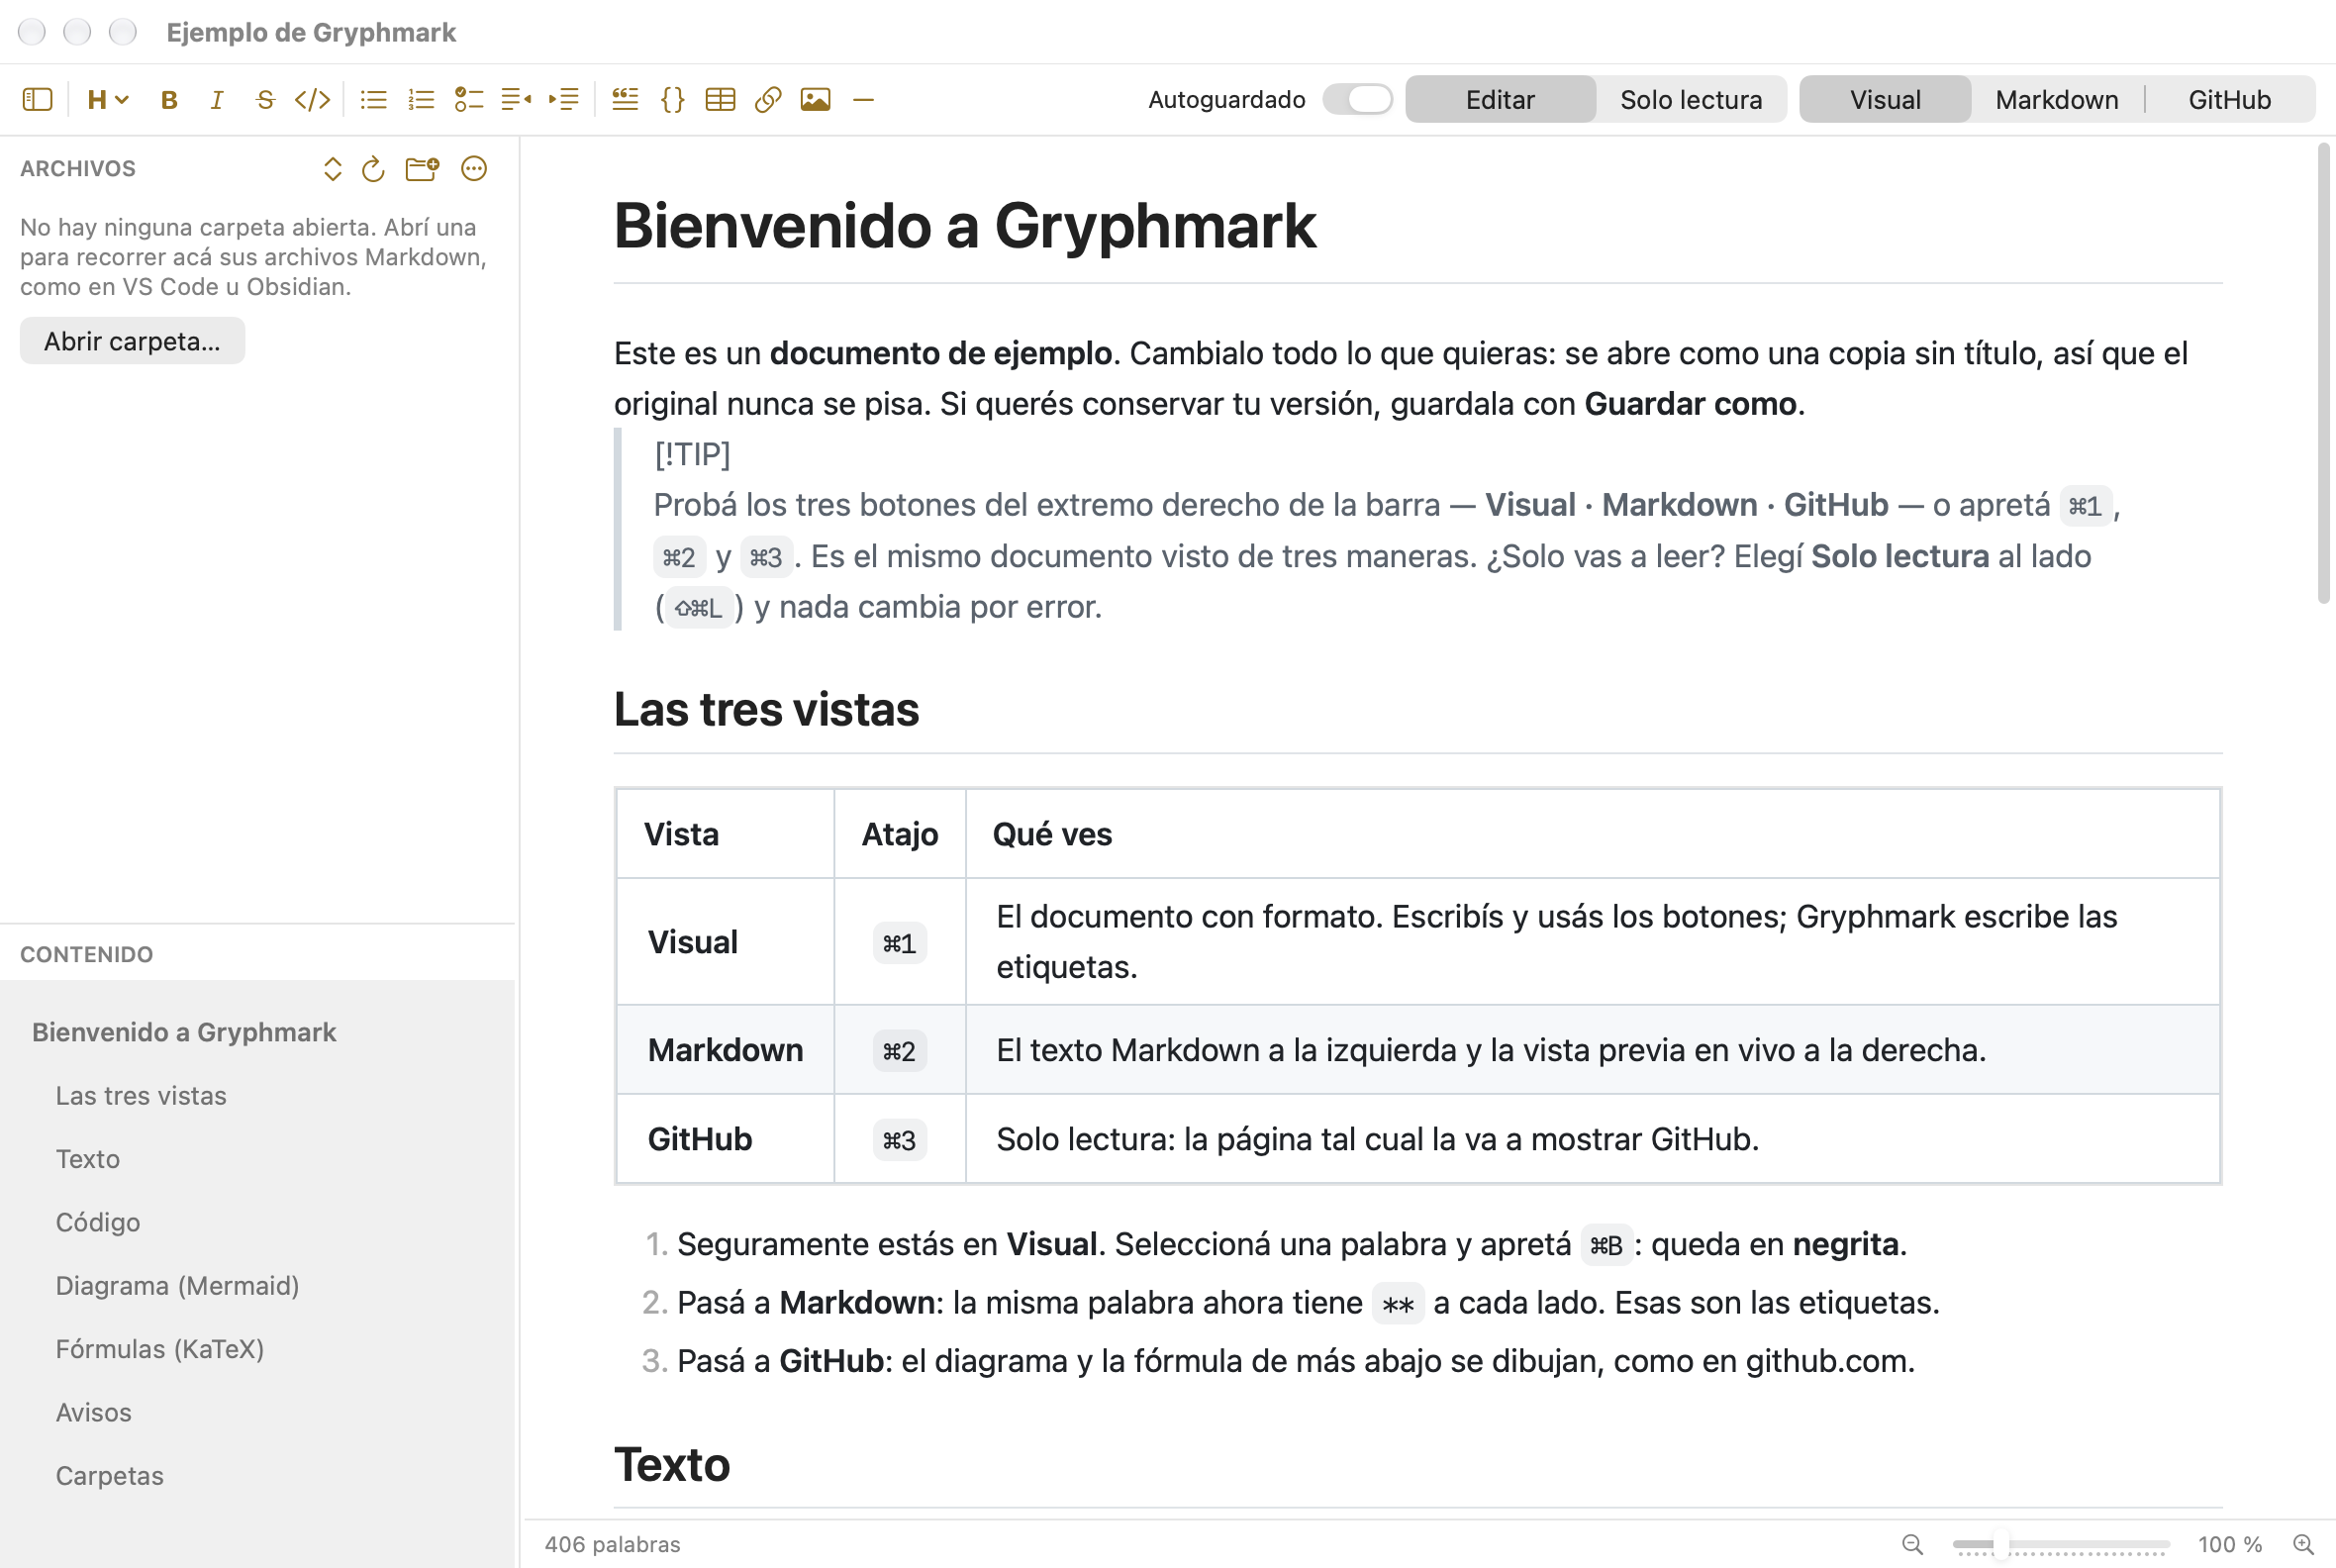 Ejemplo de Gryphmark
H B I S </> {} Autoguardado Editar Solo lectura Visual Markdown GitHub
ARCHIVOS
No hay ninguna carpeta abierta. Abrí una
para recorrer acá sus archivos Markdown,
como en VS Code u Obsidian.
Abrir carpeta...
CONTENIDO
Bienvenido a Gryphmark
Las tres vistas
Texto
Código
Diagrama (Mermaid)
Fórmulas (KaTeX)
Avisos
Carpetas
Bienvenido a Gryphmark
Este es un documento de ejemplo. Cambialo todo lo que quieras: se abre como una copia sin título, así que el
original nunca se pisa. Si querés conservar tu versión, guardala con Guardar como.
[!TIP]
Probá los tres botones del extremo derecho de la barra — Visual · Markdown · GitHub — o apretá ⌘1,
⌘2 y ⌘3. Es el mismo documento visto de tres maneras. ¿Solo vas a leer? Elegí Solo lectura al lado
(⇧⌘L) y nada cambia por error.
Las tres vistas
Vista Atajo Qué ves
Visual ⌘1 El documento con formato. Escribís y usás los botones; Gryphmark escribe las
etiquetas.
Markdown ⌘2 El texto Markdown a la izquierda y la vista previa en vivo a la derecha.
GitHub ⌘3 Solo lectura: la página tal cual la va a mostrar GitHub.
1. Seguramente estás en Visual. Seleccioná una palabra y apretá ⌘B: queda en negrita.
2. Pasá a Markdown: la misma palabra ahora tiene ** a cada lado. Esas son las etiquetas.
3. Pasá a GitHub: el diagrama y la fórmula de más abajo se dibujan, como en github.com.
Texto
406 palabras
100 %